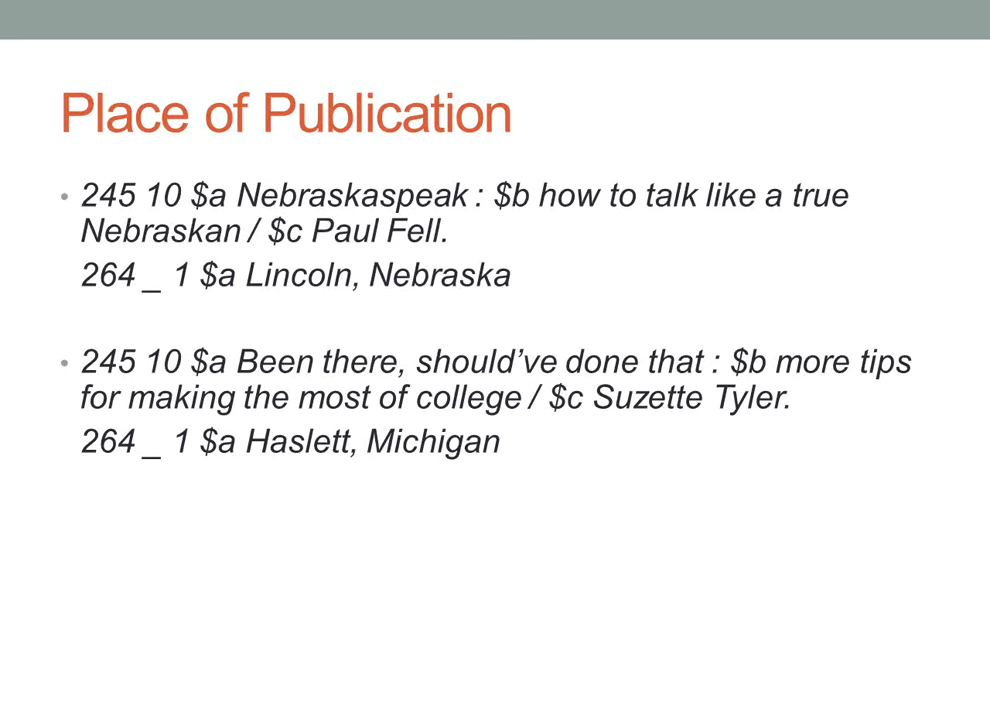 Place of Publication
• 245 10 $a Nebraskaspeak : $b how to talk like a true
Nebraskan / $c Paul Fell.
264 _ 1 $a Lincoln, Nebraska
• 245 10 $a Been there, should’ve done that : $b more tips
for making the most of college / $c Suzette Tyler.
264 _ 1 $a Haslett, Michigan